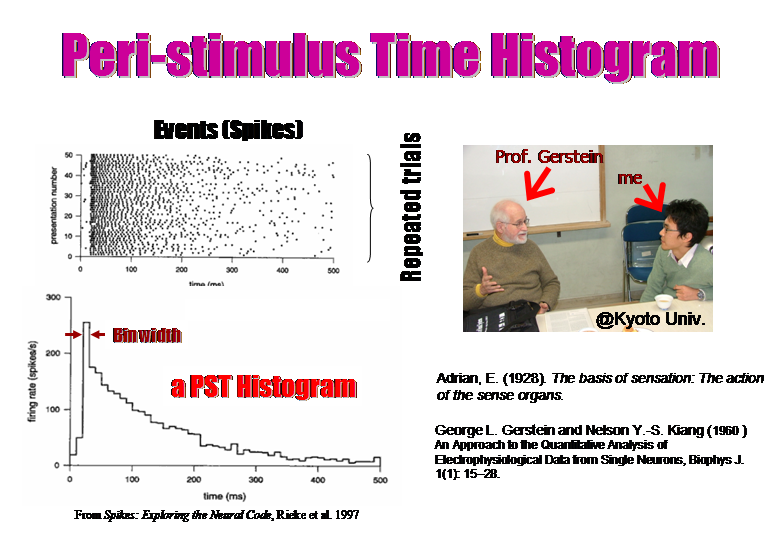 Peri-stimulus Time Histogram
Events (Spikes)
50
40
30
20
10
0
presentation number
0 100 200 300 400 500
time (ms)
Repeated trials
Prof. Gerstein
me
@Kyoto Univ.
300
200
100
0
firing rate (spikes/s)
Bin width
a PST Histogram
0 100 200 300 400 500
time (ms)
From Spikes: Exploring the Neural Code, Rieke et al. 1997
Adrian, E. (1928). The basis of sensation: The action
of the sense organs.
George L. Gerstein and Nelson Y.-S. Kiang (1960 )
An Approach to the Quantitative Analysis of
Electrophysiological Data from Single Neurons, Biophys J.
1(1): 15–28.